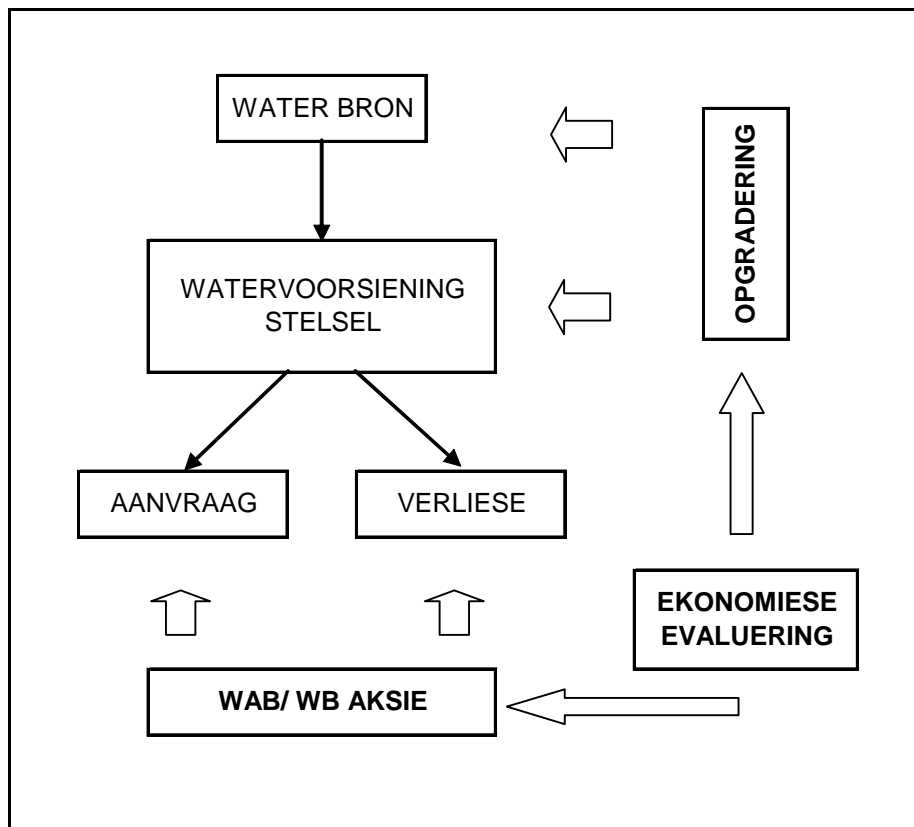 WATER BRON
OPGRADERING
WATERVOORSIENING
STELSEL
AANVRAAG
VERLIESE
EKONOMIESE
EVALUERING
WAB/ WB AKSIE